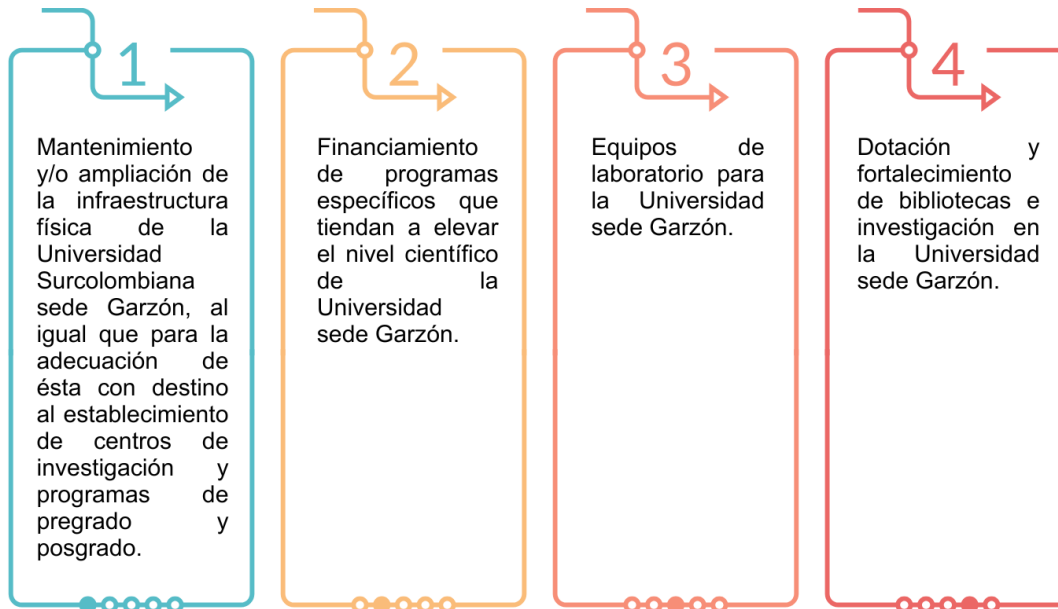 1
Mantenimiento
y/o ampliación de
la infraestructura
física de la
Universidad
Surcolombiana
sede Garzón, al
igual que para la
adecuación de
ésta con destino
al establecimiento
de centros de
investigación y
programas de
pregrado y
posgrado.
2
Financiamiento
de programas
específicos que
tiendan a elevar
el nivel científico
de la
Universidad
sede Garzón.
3
Equipos de
laboratorio para
la Universidad
sede Garzón.
4
Dotación y
fortalecimiento
de bibliotecas e
investigación en
la Universidad
sede Garzón.